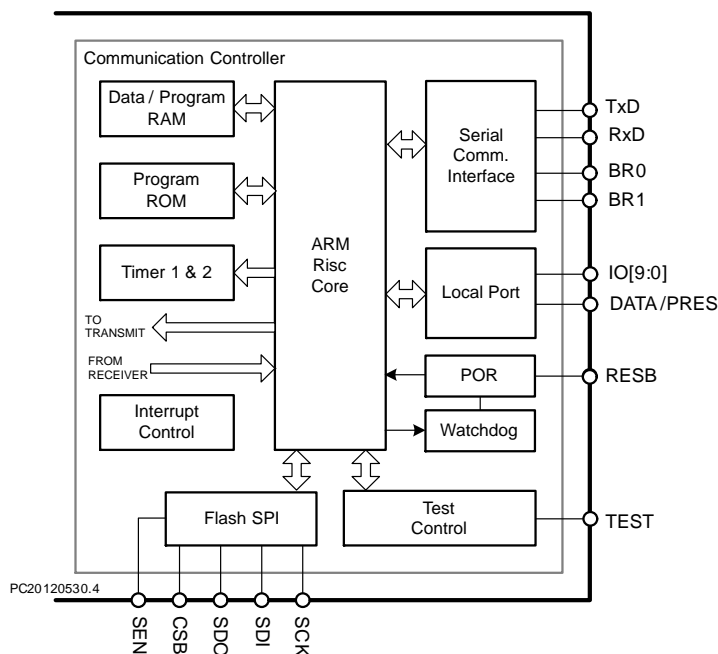 Communication Controller
Data / Program
RAM
Program
ROM
Timer 1 & 2
TO
TRANSMIT
FROM
RECEIVER
Interrupt
Control
ARM
Risc
Core
Serial
Comm.
Interface
Local Port
POR
Watchdog
Flash SPI
Test
Control
TxD
RxD
BR0
BR1
IO[9:0]
DATA/PRES
RESB
TEST
PC20120530.4
SEN
CSB
SDO
SDI
SCK